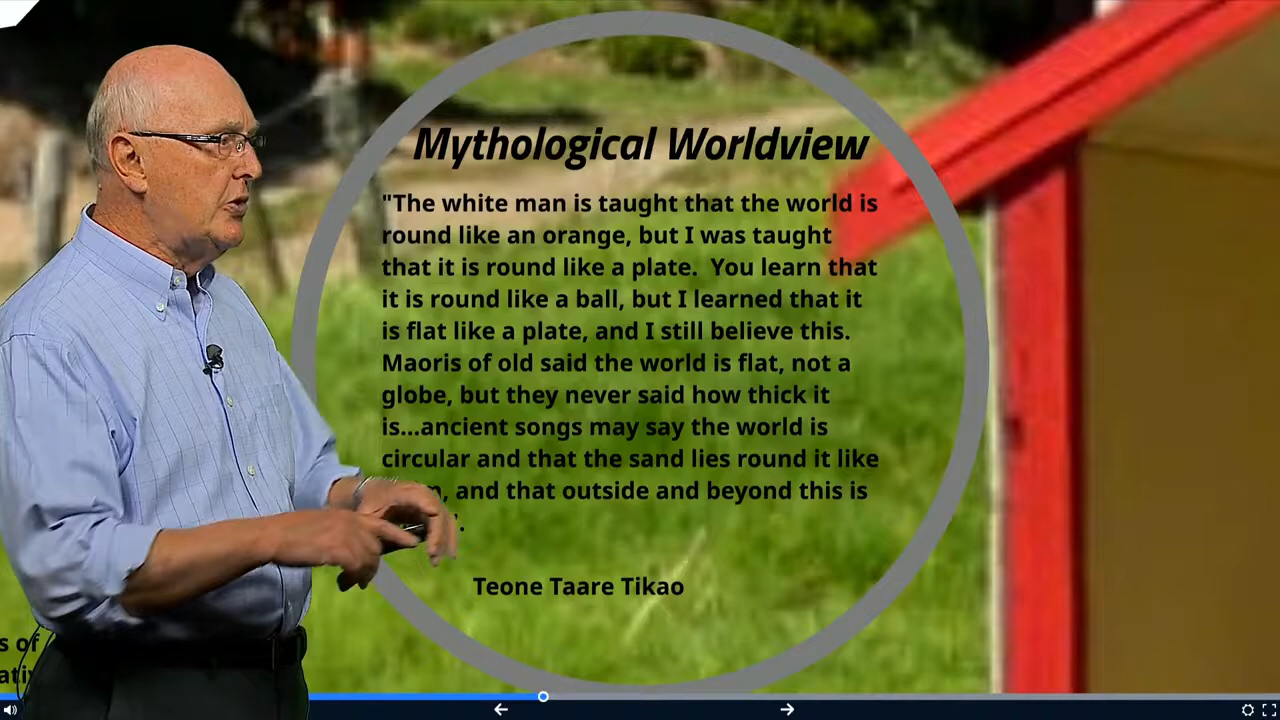 Mythological Worldview
"The white man is taught that the world is
round like an orange, but I was taught
that it is round like a plate.  You learn that
it is round like a ball, but I learned that it
is flat like a plate, and I still believe this.
Maoris of old said the world is flat, not a
globe, but they never said how thick it
is...ancient songs may say the world is
circular and that the sand lies round it like
, and that outside and beyond this is
".
Teone Taare Tikao
s of